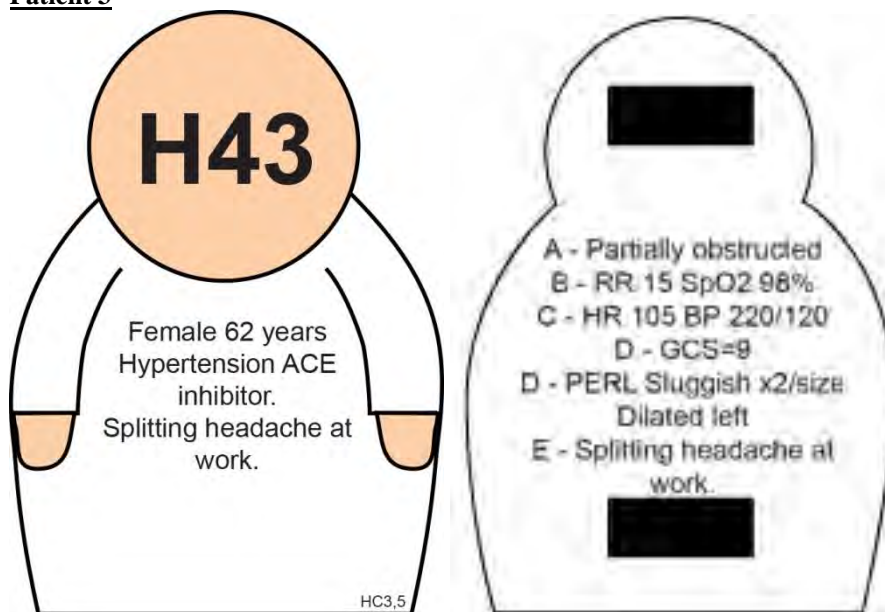 Patient 3
H43
Female 62 years
Hypertension ACE
inhibitor.
Splitting headache at
work.
HC3,5
A - Partially obstructed
B - RR 15 SpO2 98%
C - HR 105 BP 220/120
D - GCS=9
D - PERL Sluggish x2/size
Dilated left
E - Splitting headache at
work.